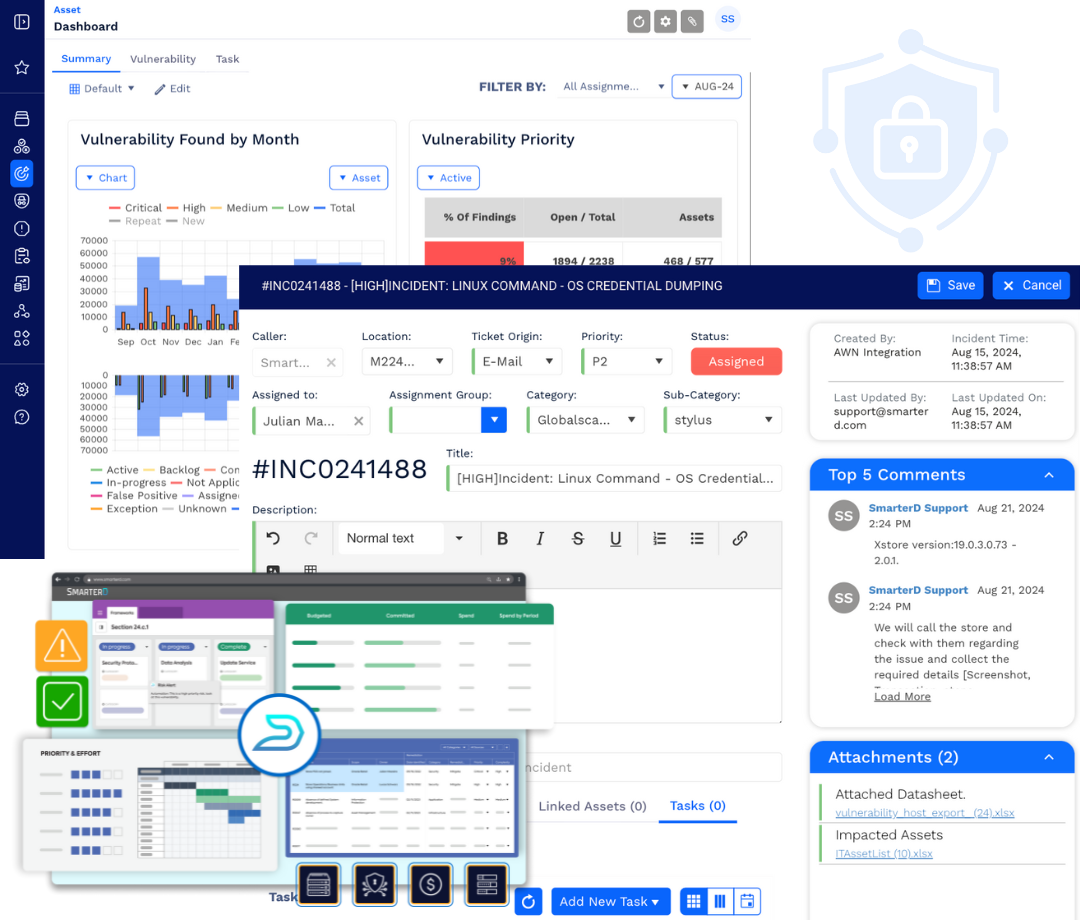 Asset
Dashboard
SS
Summary Vulnerability Task
Default Edit
FILTER BY: All Assignme... AUG-24
Vulnerability Found by Month
Chart Asset
Critical High Medium Low Total
Repeat New
70000
60000
50000
40000
30000
20000
10000
0
Sep Oct Nov Dec Jan Fe
0
10000
20000
30000
40000
50000
60000
70000
Active Backlog Con
In-progress Not Applic
False Positive Assigne
Exception Unknown
Vulnerability Priority
Active
% Of Findings Open / Total Assets
9% 1894 / 2238 468 / 577
#INC0241488 - [HIGH]INCIDENT: LINUX COMMAND - OS CREDENTIAL DUMPING
Save Cancel
Caller: Location: Ticket Origin: Priority: Status:
Smart... M224... E-Mail P2 Assigned
Assigned to: Assignment Group: Category: Sub-Category:
Julian Ma... Globalsca... stylus
#INC0241488
Title:
[HIGH]Incident: Linux Command - OS Credential...
Description:
Normal text B I S U
ncident
Linked Assets (0) Tasks (0)
Task
Add New Task
Created By: Incident Time:
AWN Integration Aug 15, 2024,
11:38:57 AM
Last Updated By: Last Updated On:
support@smarter Aug 15, 2024,
d.com 11:38:57 AM
Top 5 Comments
SS SmarterD Support Aug 21, 2024
2:24 PM
Xstore version:19.0.3.0.73 -
2.0.1.
SS SmarterD Support Aug 21, 2024
2:24 PM
We will call the store and
check with them regarding
the issue and collect the
required details [Screenshot,
Load More
Attachments (2)
Attached Datasheet.
vulnerability_host_export_ (24).xlsx
Impacted Assets
ITAssetList (10).xlsx
www.smarterd.com
SMARTERD
Frameworks
Section 24.c.1
In progress In progress Complete
Security Proto... Data Analysis Update Service
Budgeted Committed Spend Spend by Period
PRIORITY & EFFORT